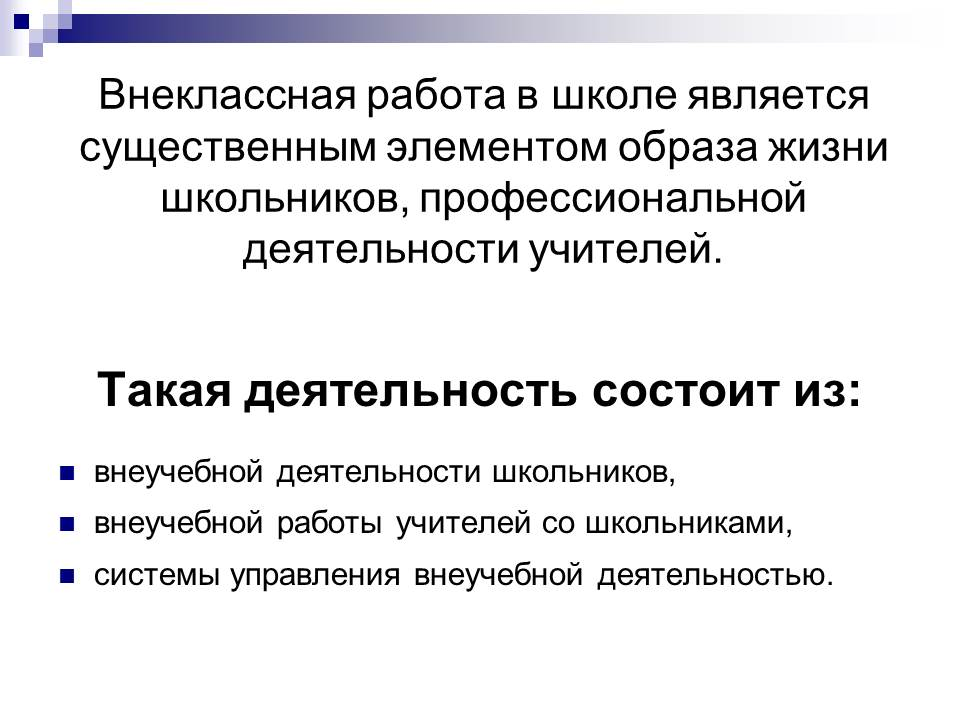 Внеклассная работа в школе является
существенным элементом образа жизни
школьников, профессиональной
деятельности учителей.
Такая деятельность состоит из:
внеучебной деятельности школьников,
внеучебной работы учителей со школьниками,
системы управления внеучебной деятельностью.